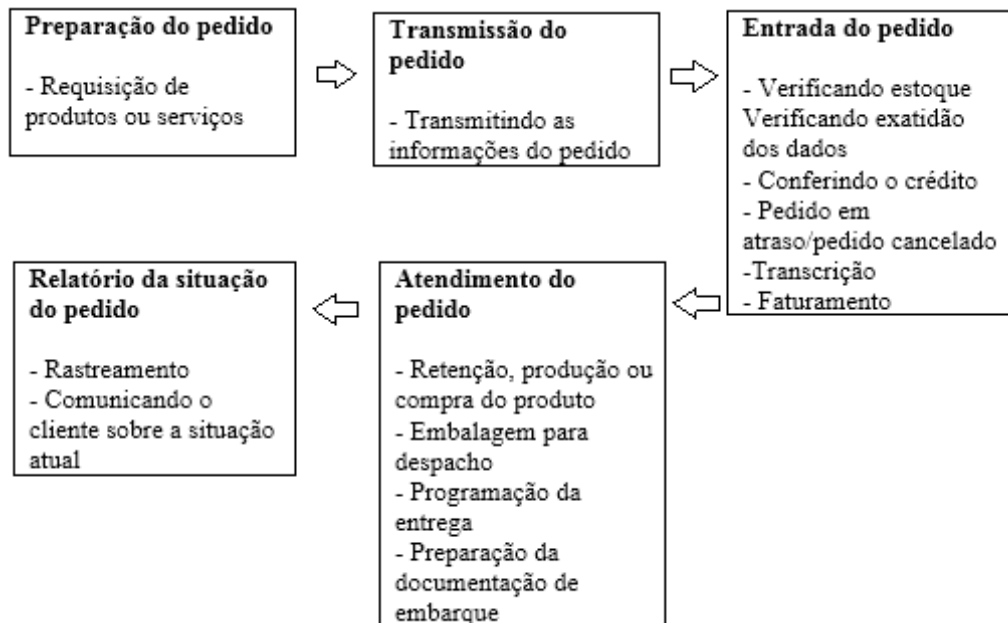 Preparação do pedido
- Requisição de
produtos ou serviços
Transmissão do
pedido
- Transmitindo as
informações do pedido
Entrada do pedido
- Verificando estoque
Verificando exatidão
dos dados
- Conferindo o crédito
- Pedido em
atraso/pedido cancelado
-Transcrição
- Faturamento
Atendimento do
pedido
- Retenção, produção ou
compra do produto
- Embalagem para
despacho
- Programação da
entrega
- Preparação da
documentação de
embarque
Relatório da situação
do pedido
- Rastreamento
- Comunicando o
cliente sobre a situação
atual